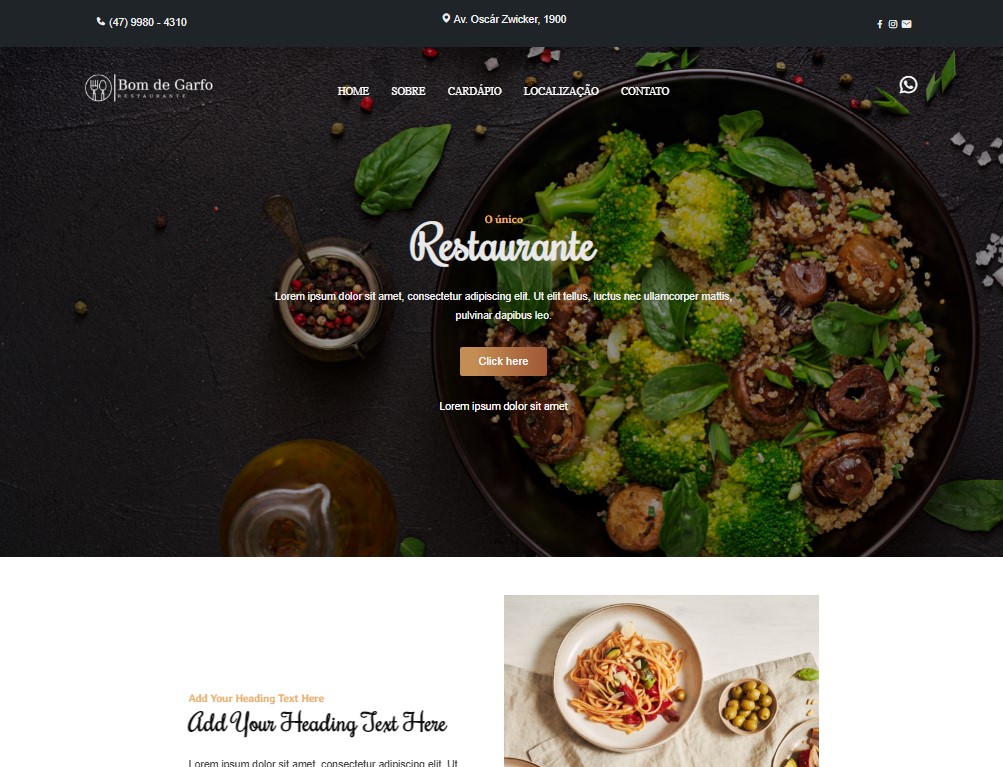 (47) 9980 - 4310
Av. Oscár Zwicker, 1900
Bom de Garfo
RESTAURANTE
HOME
SOBRE
CARDÁPIO
LOCALIZAÇÃO
CONTATO
O único
Restaurante
Lorem ipsum dolor sit amet, consectetur adipiscing elit. Ut elit tellus, luctus nec ullamcorper mattis,
pulvinar dapibus leo.
Click here
Lorem ipsum dolor sit amet
Add Your Heading Text Here
Add Your Heading Text Here
Lorem ipsum dolor sit amet, consectetur adipiscing elit. Ut